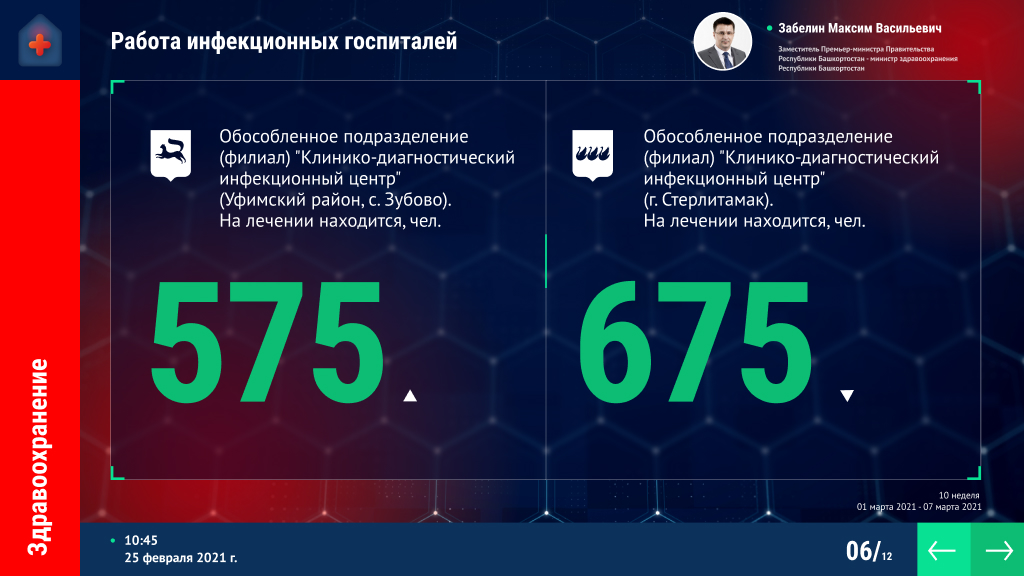 Работа инфекционных госпиталей
Забелин Максим Васильевич
Заместитель Премьер-министра Правительства
Республики Башкортостан - министр здравоохранения
Республики Башкортостан
Обособленное подразделение
(филиал) "Клинико-диагностический
инфекционный центр"
(Уфимский район, с. Зубово).
На лечении находится, чел.
575
Обособленное подразделение
(филиал) "Клинико-диагностический
инфекционный центр"
(г. Стерлитамак).
На лечении находится, чел.
675
Здравоохранение
10 неделя
01 марта 2021 - 07 марта 2021
10:45
25 февраля 2021 г.
06/12